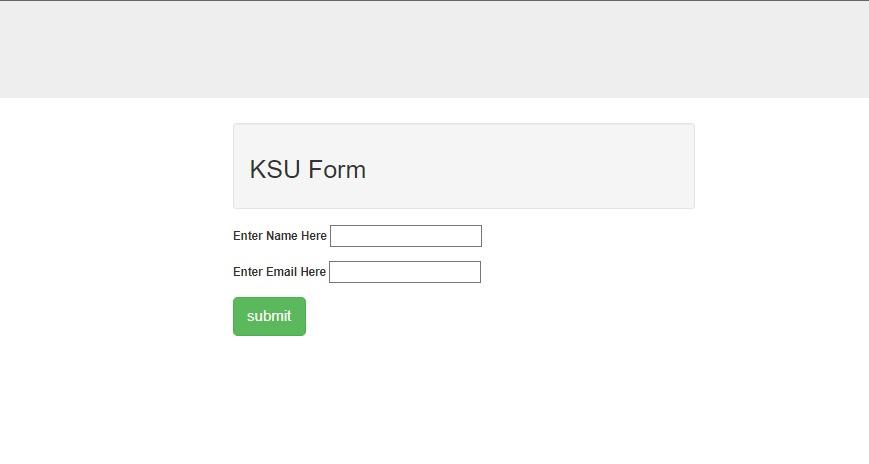 KSU Form
Enter Name Here
Enter Email Here
submit